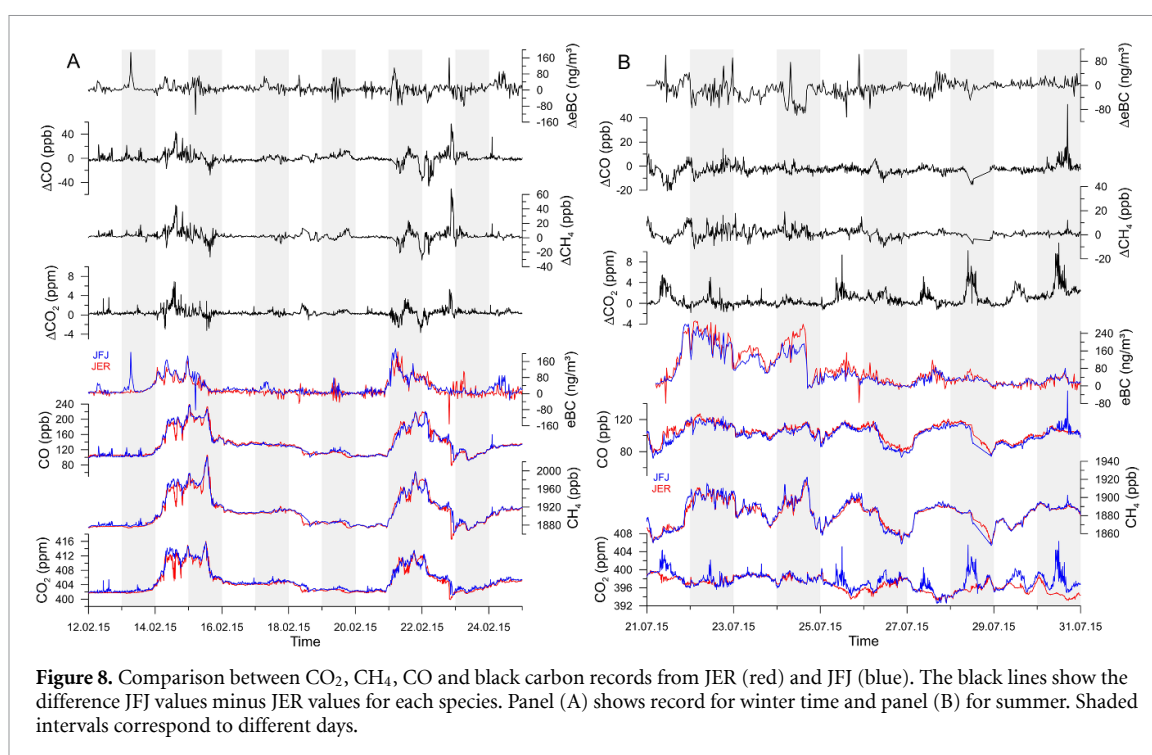 A
160
80
0
-80
-160
ΔeBC (ng/m³)
40
0
-40
ΔCO (ppb)
60
40
20
0
-20
-40
ΔCH₄ (ppb)
8
4
0
-4
ΔCO₂ (ppm)
JFJ
JER
160
80
0
-80
-160
eBC (ng/m³)
240
200
160
120
80
CO (ppb)
2000
1960
1920
1880
CH₄ (ppb)
416
412
408
404
400
CO₂ (ppm)
12.02.15 14.02.15 16.02.15 18.02.15 20.02.15 22.02.15 24.02.15
Time
B
80
0
-80
ΔeBC (ng/m³)
40
20
0
-20
ΔCO (ppb)
40
20
0
-20
ΔCH₄ (ppb)
8
4
0
-4
ΔCO₂ (ppm)
240
160
80
0
-80
eBC (ng/m³)
120
80
CO (ppb)
JFJ
JER
1940
1920
1900
1880
1860
CH₄ (ppb)
408
404
400
396
392
CO₂ (ppm)
21.07.15 23.07.15 25.07.15 27.07.15 29.07.15 31.07.15
Time
Figure 8. Comparison between CO₂, CH₄, CO and black carbon records from JER (red) and JFJ (blue). The black lines show the
difference JFJ values minus JER values for each species. Panel (A) shows record for winter time and panel (B) for summer. Shaded
intervals correspond to different days.